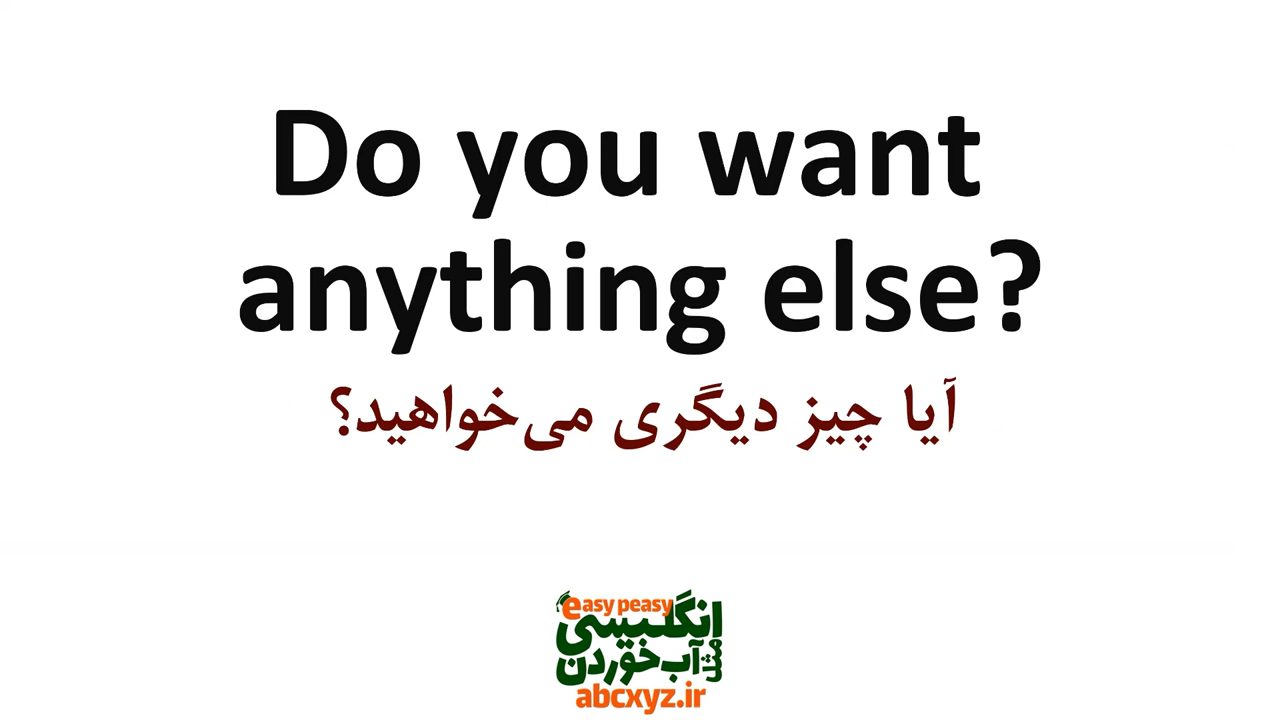 Do you want
anything else?
آیا چیز دیگری می‌خواهید؟
easy peasy
انگلیسی
مثل آب خوردن
abcxyz.ir